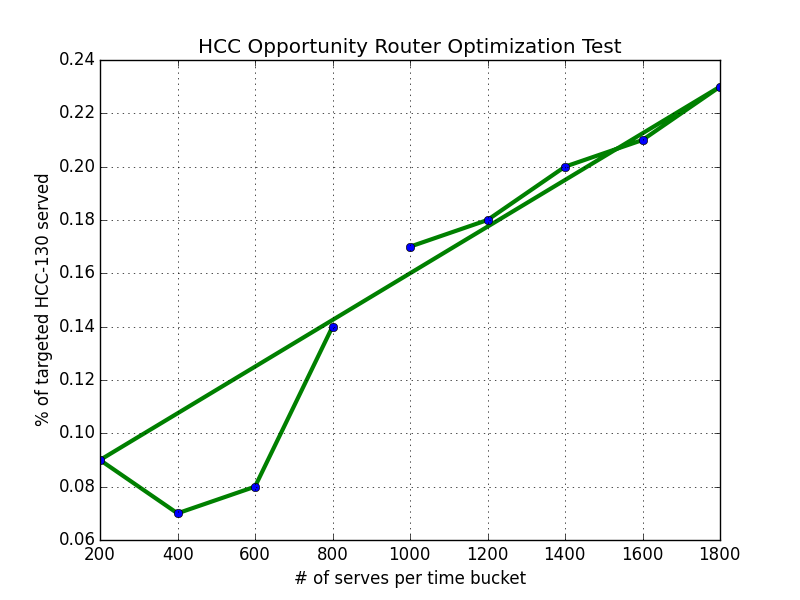 HCC Opportunity Router Optimization Test
0.24
0.22
0.20
0.18
0.16
0.14
0.12
0.10
0.08
0.06
% of targeted HCC-130 served
200 400 600 800 1000 1200 1400 1600 1800
# of serves per time bucket